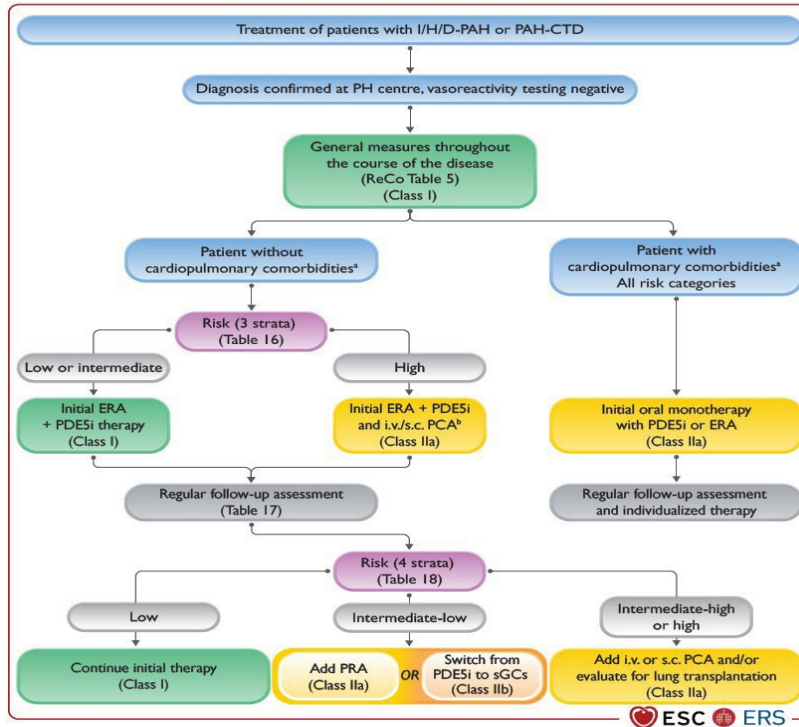 Treatment of patients with I/H/D-PAH or PAH-CTD
Diagnosis confirmed at PH centre, vasoreactivity testing negative
General measures throughout
the course of the disease
(ReCo Table 5)
(Class I)
Patient without
cardiopulmonary comorbiditiesᵃ
Patient with
cardiopulmonary comorbiditiesᵃ
All risk categories
Risk (3 strata)
(Table 16)
Low or intermediate
High
Initial ERA
+ PDE5i therapy
(Class I)
Initial ERA + PDE5i
and i.v./s.c. PCAᵇ
(Class IIa)
Initial oral monotherapy
with PDE5i or ERA
(Class IIa)
Regular follow-up assessment
(Table 17)
Regular follow-up assessment
and individualized therapy
Risk (4 strata)
(Table 18)
Low
Intermediate-low
Intermediate-high
or high
Continue initial therapy
(Class I)
Add PRA
(Class IIa)
OR
Switch from
PDE5i to sGCs
(Class IIb)
Add i.v. or s.c. PCA and/or
evaluate for lung transplantation
(Class IIa)
ESC ERS